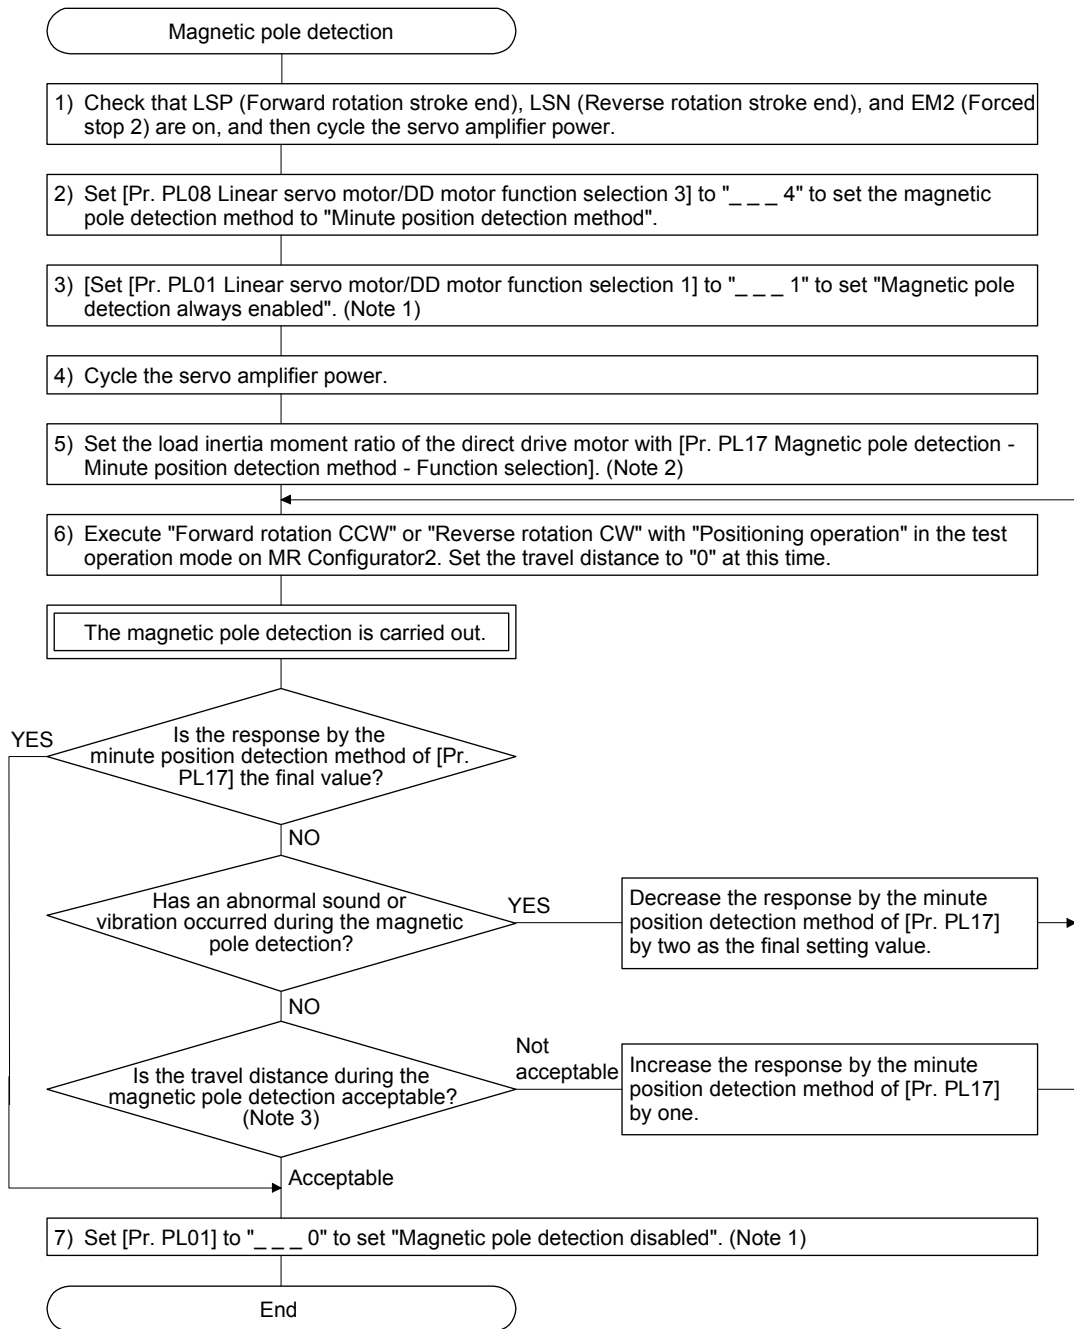 Magnetic pole detection
1) Check that LSP (Forward rotation stroke end), LSN (Reverse rotation stroke end), and EM2 (Forced
stop 2) are on, and then cycle the servo amplifier power.
2) Set [Pr. PL08 Linear servo motor/DD motor function selection 3] to "_ _ _ 4" to set the magnetic
pole detection method to "Minute position detection method".
3) [Set [Pr. PL01 Linear servo motor/DD motor function selection 1] to "_ _ _ 1" to set "Magnetic pole
detection always enabled". (Note 1)
4) Cycle the servo amplifier power.
5) Set the load inertia moment ratio of the direct drive motor with [Pr. PL17 Magnetic pole detection -
Minute position detection method - Function selection]. (Note 2)
6) Execute "Forward rotation CCW" or "Reverse rotation CW" with "Positioning operation" in the test
operation mode on MR Configurator2. Set the travel distance to "0" at this time.
The magnetic pole detection is carried out.
YES
Is the response by the
minute position detection method of [Pr.
PL17] the final value?
NO
Has an abnormal sound or
vibration occurred during the magnetic
pole detection?
YES
Decrease the response by the minute
position detection method of [Pr. PL17]
by two as the final setting value.
NO
Is the travel distance during the
magnetic pole detection acceptable?
(Note 3)
Not
acceptable
Increase the response by the minute
position detection method of [Pr. PL17]
by one.
Acceptable
7) Set [Pr. PL01] to "_ _ _ 0" to set "Magnetic pole detection disabled". (Note 1)
End